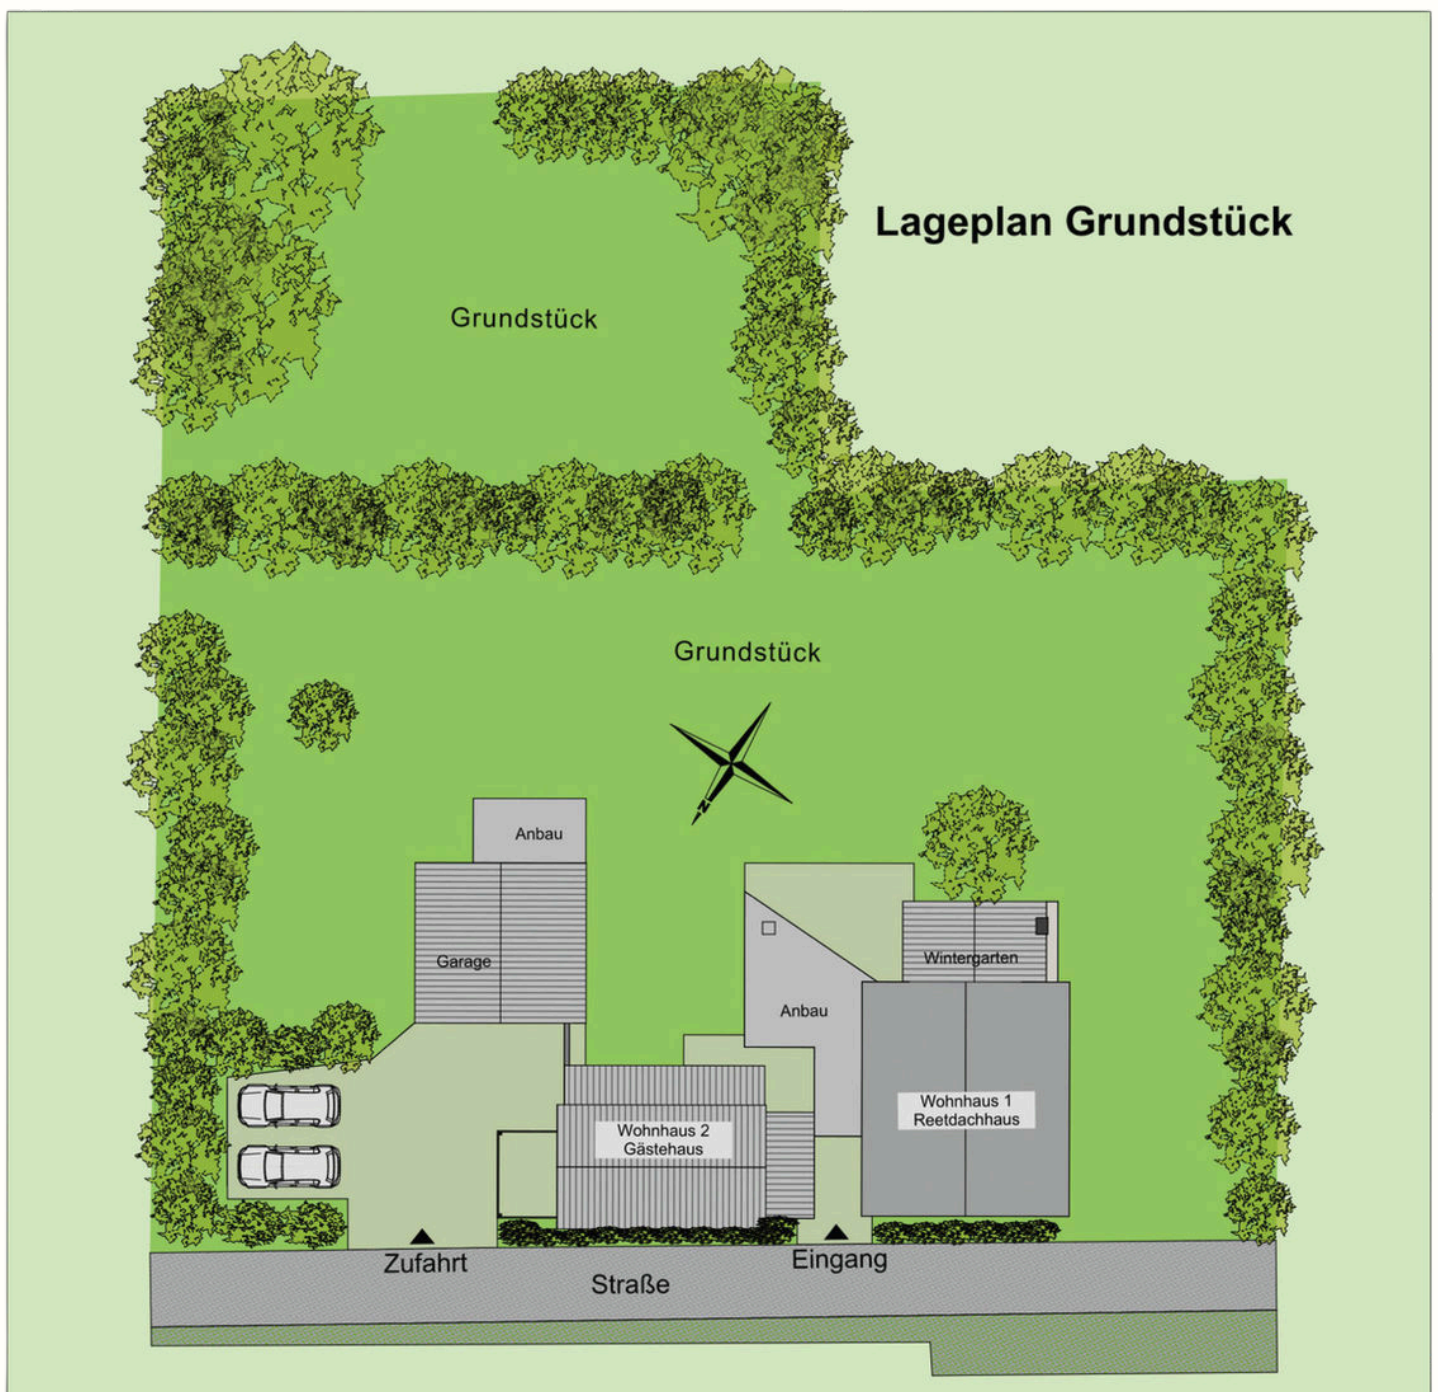 Lageplan Grundstück
Grundstück
Grundstück
N
Anbau
Garage
Wintergarten
Anbau
Wohnhaus 1
Reetdachhaus
Wohnhaus 2
Gästehaus
Zufahrt
Eingang
Straße